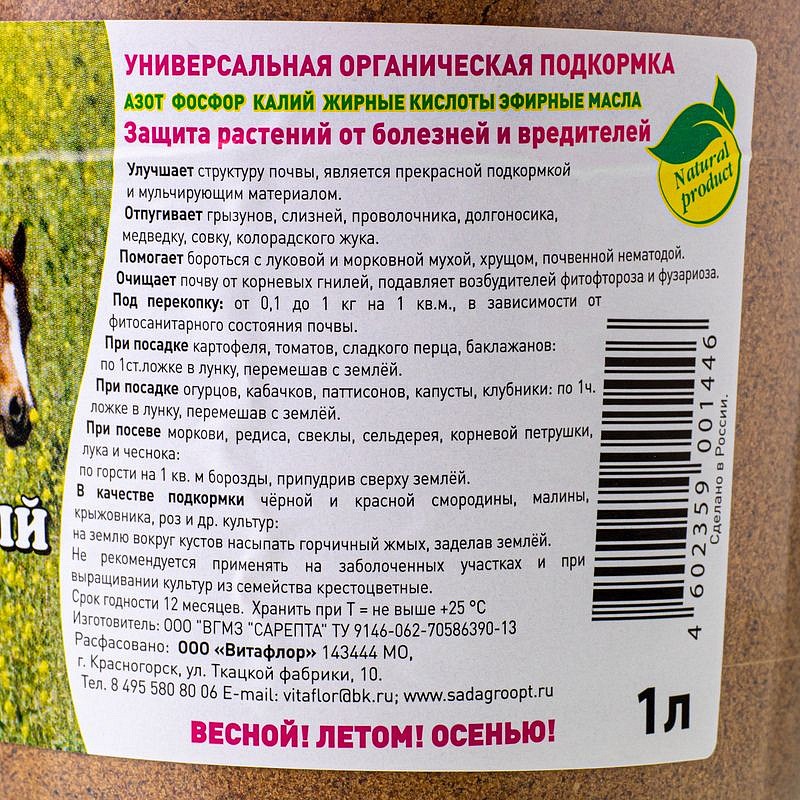 УНИВЕРСАЛЬНАЯ ОРГАНИЧЕСКАЯ ПОДКОРМКА
АЗОТ ФОСФОР КАЛИЙ ЖИРНЫЕ КИСЛОТЫ ЭФИРНЫЕ МАСЛА
Защита растений от болезней и вредителей
Natural
product
Улучшает структуру почвы, является прекрасной подкормкой
и мульчирующим материалом.
Отпугивает грызунов, слизней, проволочника, долгоносика,
медведку, совку, колорадского жука.
Помогает бороться с луковой и морковной мухой, хрущом, почвенной нематодой.
Очищает почву от корневых гнилей, подавляет возбудителей фитофтороза и фузариоза.
Под перекопку: от 0,1 до 1 кг на 1 кв.м., в зависимости от
фитосанитарного состояния почвы.
При посадке картофеля, томатов, сладкого перца, баклажанов:
по 1ст.ложке в лунку, перемешав с землёй.
При посадке огурцов, кабачков, паттисонов, капусты, клубники: по 1ч.
ложке в лунку, перемешав с землёй.
При посеве моркови, редиса, свеклы, сельдерея, корневой петрушки,
лука и чеснока:
по горсти на 1 кв. м борозды, припудрив сверху землёй.
В качестве подкормки чёрной и красной смородины, малины,
крыжовника, роз и др. культур:
на землю вокруг кустов насыпать горчичный жмых, заделав землёй.
Не рекомендуется применять на заболоченных участках и при
выращивании культур из семейства крестоцветные.
Срок годности 12 месяцев. Хранить при Т = не выше +25 °C
Изготовитель: ООО "ВГМЗ "САРЕПТА" ТУ 9146-062-70586390-13
Расфасовано: ООО «Витафлор» 143444 МО,
г. Красногорск, ул. Ткацкой фабрики, 10.
Тел. 8 495 580 80 06 E-mail: vitaflor@bk.ru; www.sadagroopt.ru
ВЕСНОЙ! ЛЕТОМ! ОСЕНЬЮ!
1л
4 602359 001446
Сделано в России.
ый